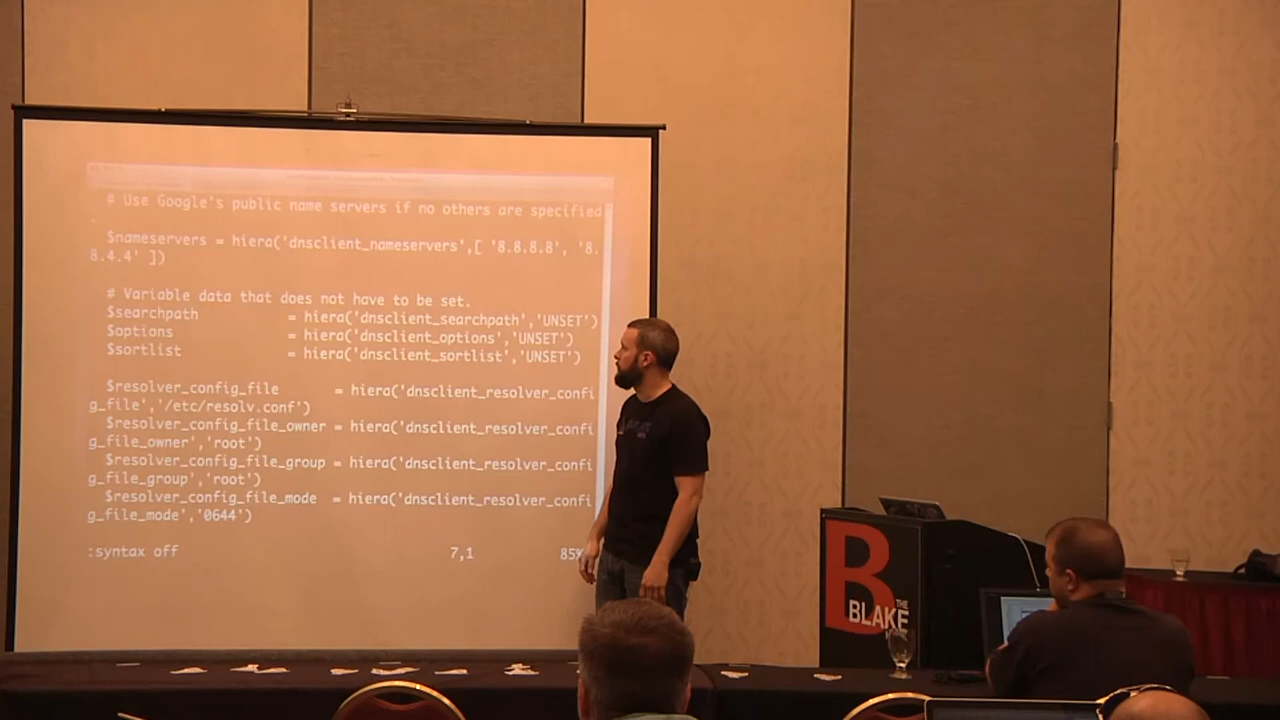 # Use Google's public name servers if no others are specified
.
$nameservers = hiera('dnsclient_nameservers',[ '8.8.8.8', '8.
8.4.4' ])
# Variable data that does not have to be set.
$searchpath = hiera('dnsclient_searchpath','UNSET')
$options = hiera('dnsclient_options','UNSET')
$sortlist = hiera('dnsclient_sortlist','UNSET')
$resolver_config_file = hiera('dnsclient_resolver_confi
g_file','/etc/resolv.conf')
$resolver_config_file_owner = hiera('dnsclient_resolver_confi
g_file_owner','root')
$resolver_config_file_group = hiera('dnsclient_resolver_confi
g_file_group','root')
$resolver_config_file_mode = hiera('dnsclient_resolver_confi
g_file_mode','0644')
:syntax off 7,1 85%
B
THE
BLAKE